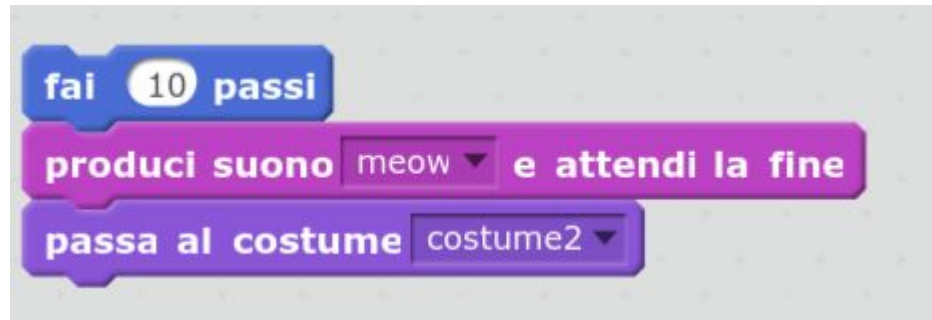 fai 10 passi
produci suono meow e attendi la fine
passa al costume costume2